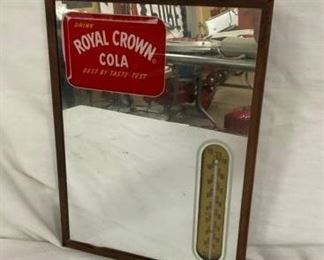 DRINK
ROYAL CROWN
COLA
BEST BY TASTE-TEST